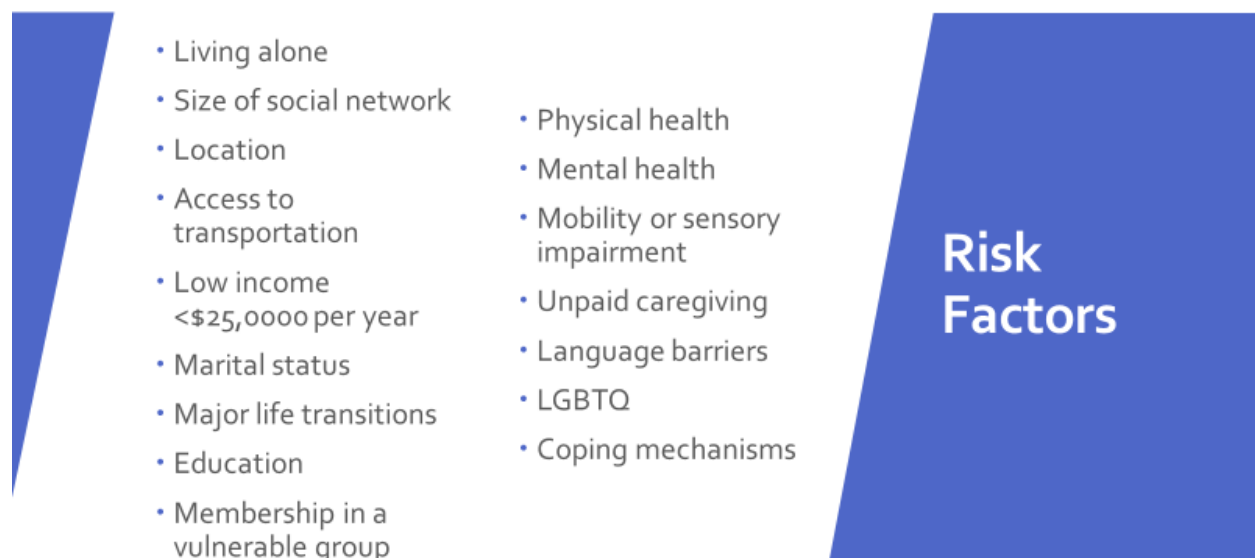 • Living alone
• Size of social network
• Location
• Access to
transportation
• Low income
<$25,0000 per year
• Marital status
• Major life transitions
• Education
• Membership in a
vulnerable group
• Physical health
• Mental health
• Mobility or sensory
impairment
• Unpaid caregiving
• Language barriers
• LGBTQ
• Coping mechanisms
Risk
Factors